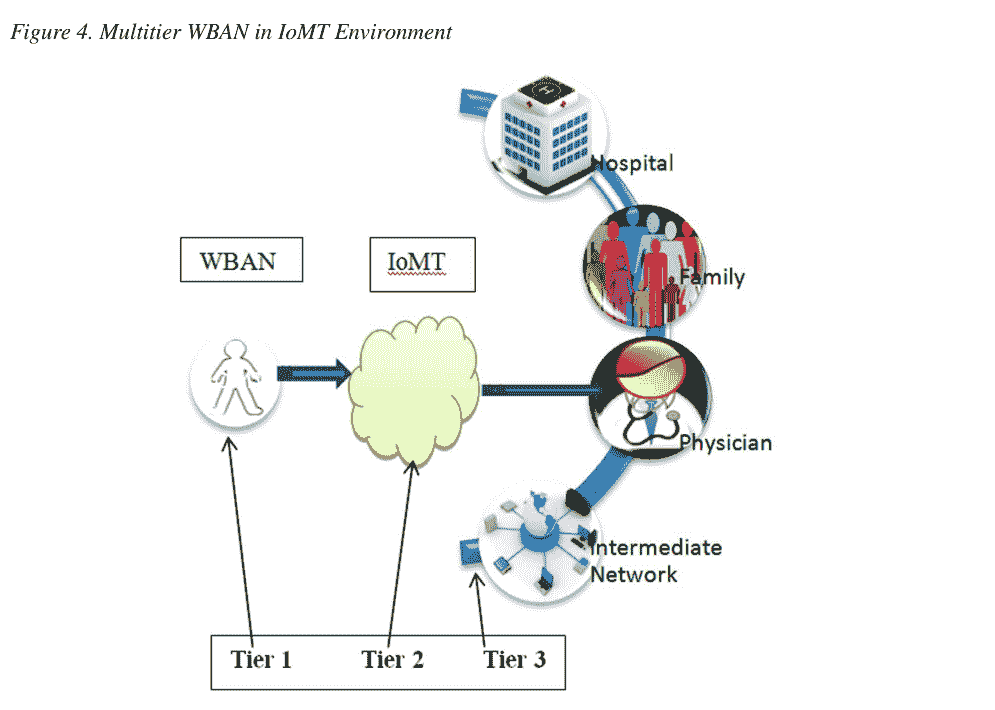 Figure 4. Multitier WBAN in IoMT Environment
Hospital
WBAN
IoMT
Family
Physician
Intermediate
Network
Tier 1
Tier 2
Tier 3